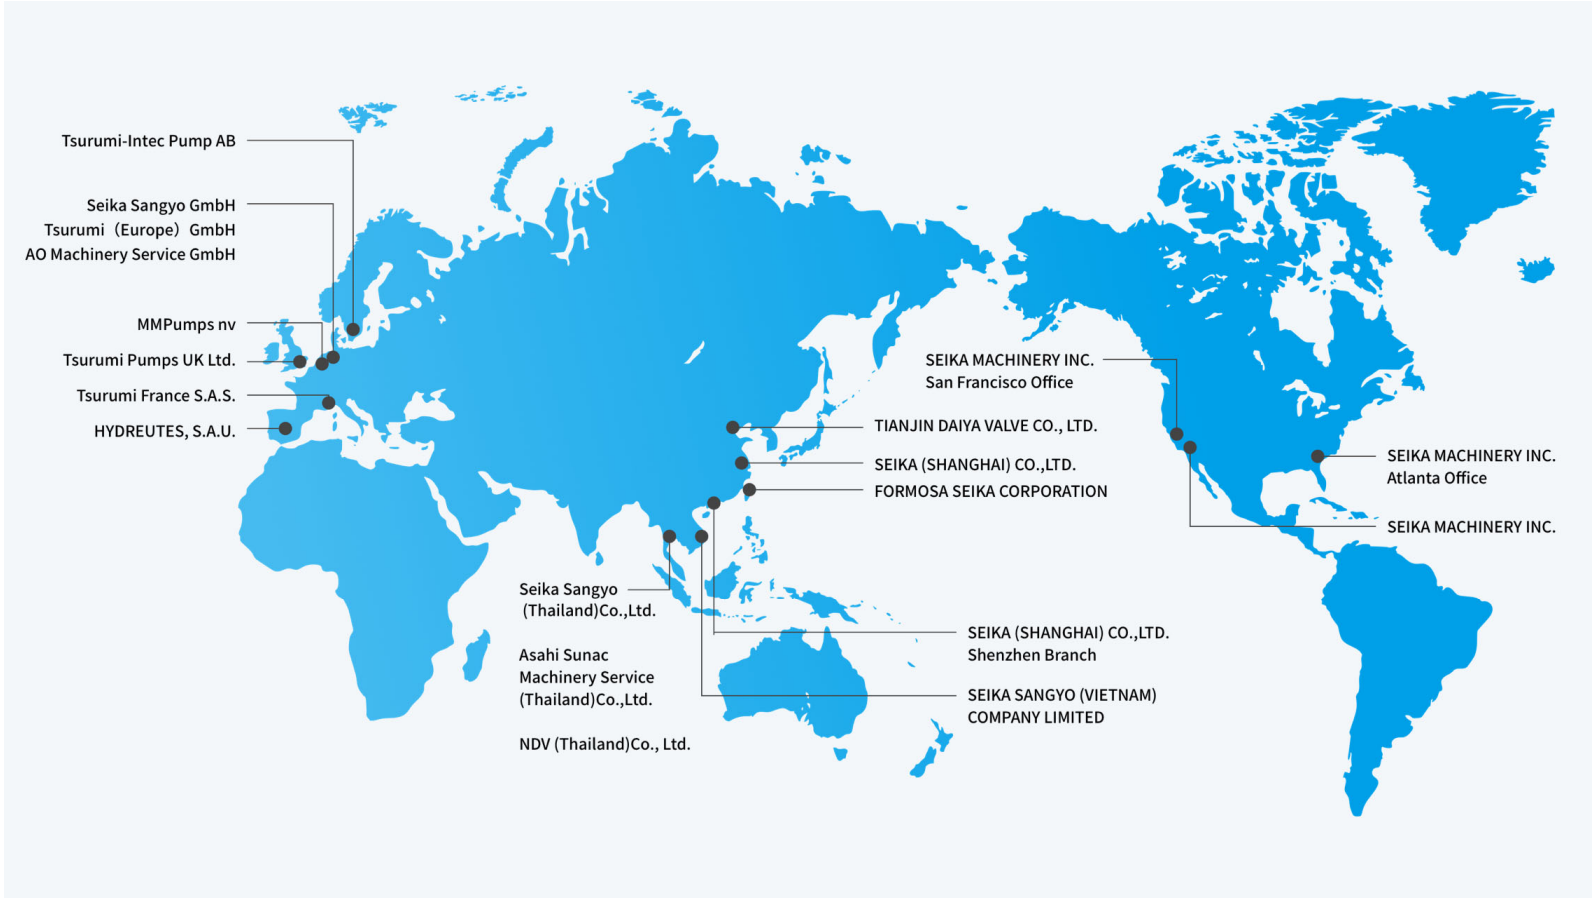 Tsurumi-Intec Pump AB
Seika Sangyo GmbH
Tsurumi（Europe）GmbH
AO Machinery Service GmbH
MMPumps nv
Tsurumi Pumps UK Ltd.
Tsurumi France S.A.S.
HYDREUTES, S.A.U.
SEIKA MACHINERY INC.
San Francisco Office
TIANJIN DAIYA VALVE CO., LTD.
SEIKA (SHANGHAI) CO.,LTD.
FORMOSA SEIKA CORPORATION
SEIKA MACHINERY INC.
Atlanta Office
SEIKA MACHINERY INC.
Seika Sangyo
(Thailand)Co.,Ltd.
Asahi Sunac
Machinery Service
(Thailand)Co.,Ltd.
NDV (Thailand)Co., Ltd.
SEIKA (SHANGHAI) CO.,LTD.
Shenzhen Branch
SEIKA SANGYO (VIETNAM)
COMPANY LIMITED